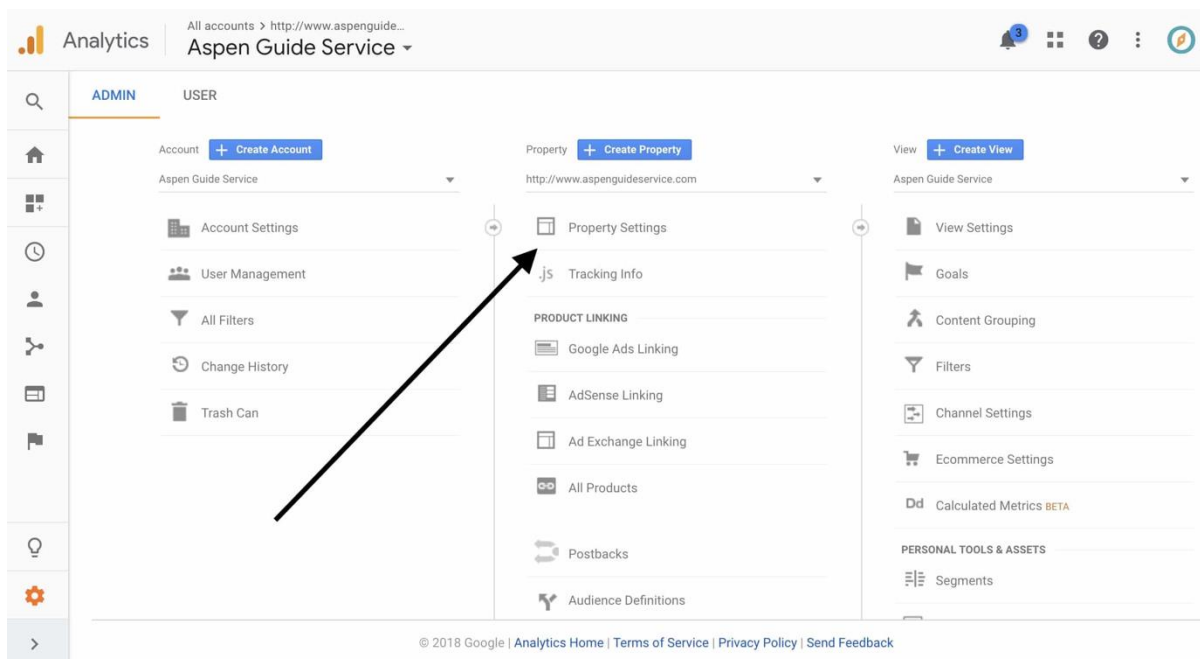 Analytics
All accounts > http://www.aspenguide...
Aspen Guide Service
3
ADMIN
USER
Account
+ Create Account
Aspen Guide Service
Account Settings
User Management
All Filters
Change History
Trash Can
Property
+ Create Property
http://www.aspenguideservice.com
Property Settings
.js Tracking Info
PRODUCT LINKING
Google Ads Linking
AdSense Linking
Ad Exchange Linking
All Products
Postbacks
Audience Definitions
View
+ Create View
Aspen Guide Service
View Settings
Goals
Content Grouping
Filters
Channel Settings
Ecommerce Settings
Dd Calculated Metrics BETA
PERSONAL TOOLS & ASSETS
Segments
© 2018 Google | Analytics Home | Terms of Service | Privacy Policy | Send Feedback